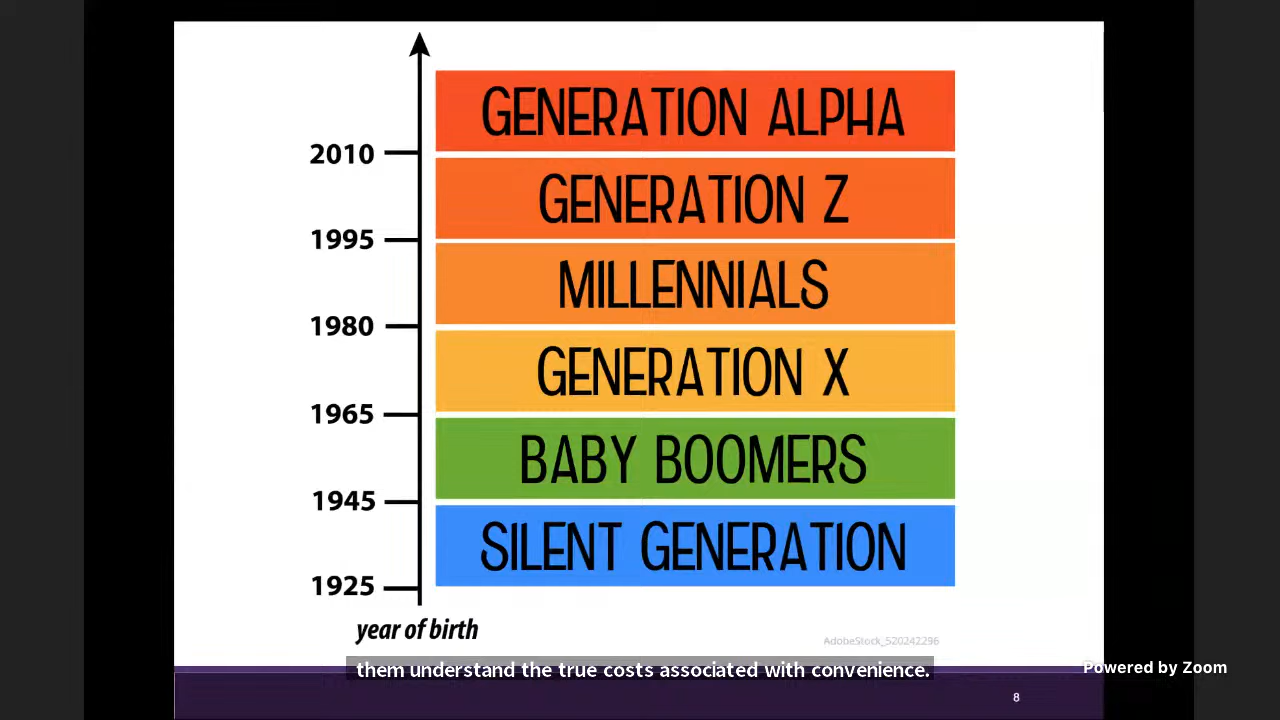 GENERATION ALPHA
2010
GENERATION Z
1995
MILLENNIALS
1980
GENERATION X
1965
BABY BOOMERS
1945
SILENT GENERATION
1925
year of birth
AdobeStock_520242296
them understand the true costs associated with convenience.
Powered by Zoom
8